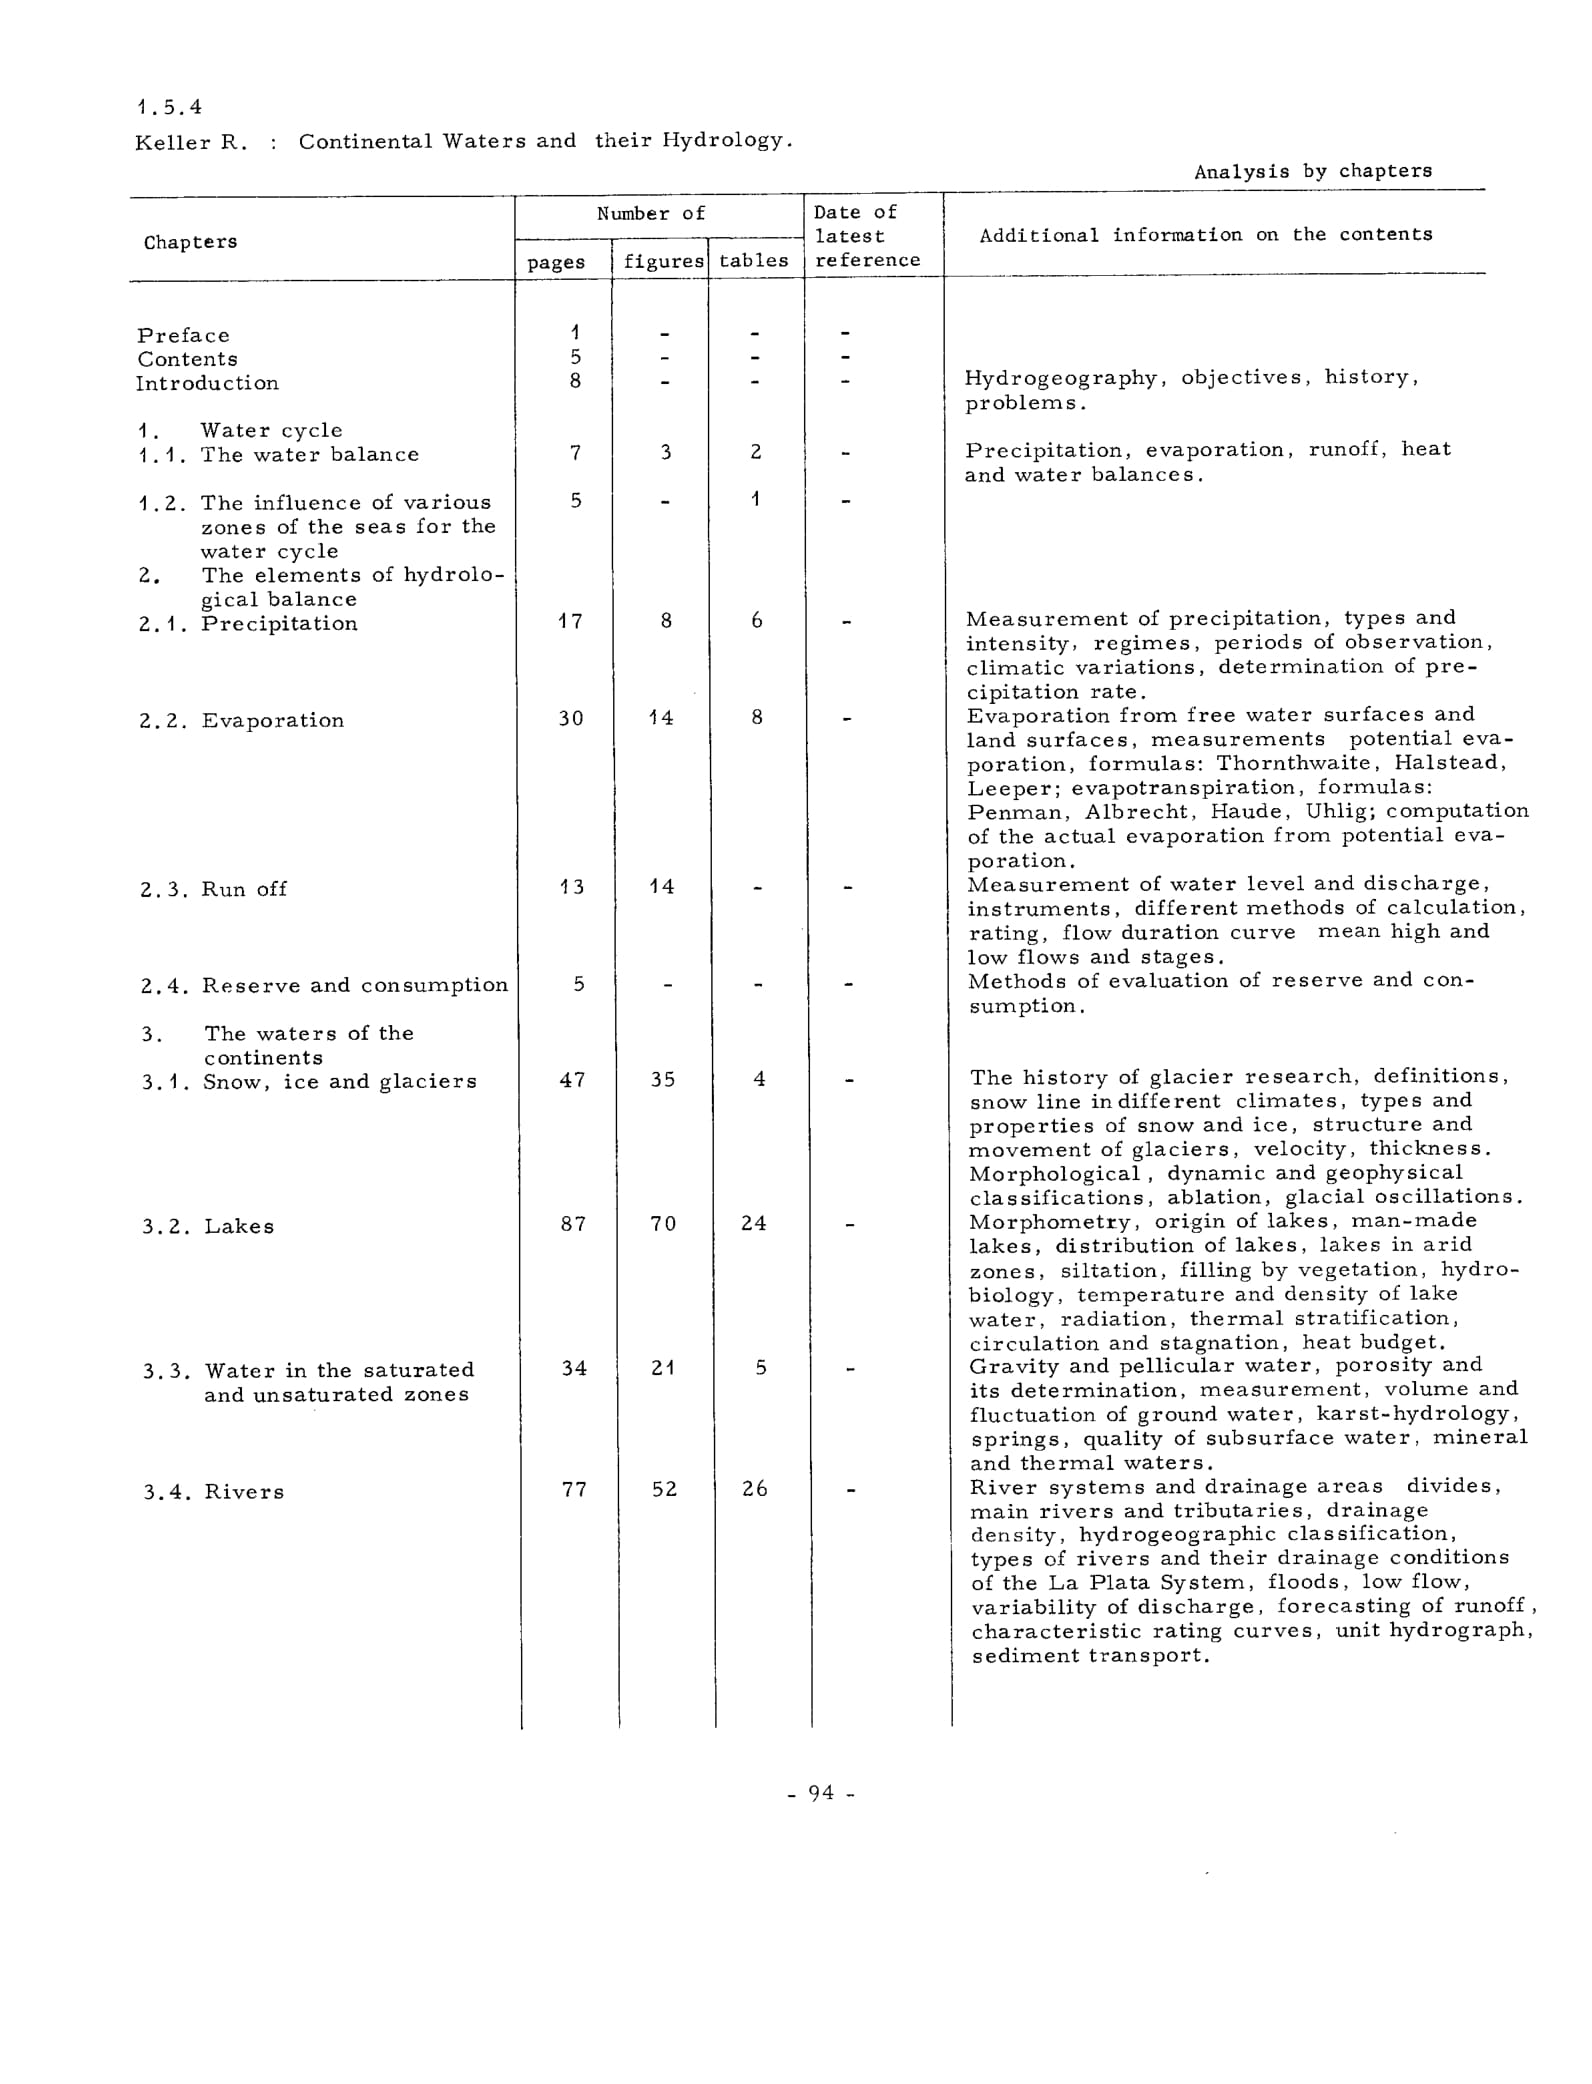 1.5.4
Keller R. : Continental Waters and their Hydrology.
Analysis by chapters
Chapters
Number of
pages figures tables
Date of
latest
reference
Additional information on the contents
Preface 1 - - -
Contents 5 - - -
Introduction 8 - - - Hydrogeography, objectives, history,
problems.
1. Water cycle
1.1. The water balance 7 3 2 - Precipitation, evaporation, runoff, heat
and water balances.
1.2. The influence of various 5 - 1 -
zones of the seas for the
water cycle
2. The elements of hydrolo-
gical balance
2.1. Precipitation 17 8 6 - Measurement of precipitation, types and
intensity, regimes, periods of observation,
climatic variations, determination of pre-
cipitation rate.
2.2. Evaporation 30 14 8 - Evaporation from free water surfaces and
land surfaces, measurements potential eva-
poration, formulas: Thornthwaite, Halstead,
Leeper; evapotranspiration, formulas:
Penman, Albrecht, Haude, Uhlig; computation
of the actual evaporation from potential eva-
poration.
2.3. Run off 13 14 - - Measurement of water level and discharge,
instruments, different methods of calculation,
rating, flow duration curve mean high and
low flows and stages.
2.4. Reserve and consumption 5 - - - Methods of evaluation of reserve and con-
sumption.
3. The waters of the
continents
3.1. Snow, ice and glaciers 47 35 4 - The history of glacier research, definitions,
snow line in different climates, types and
properties of snow and ice, structure and
movement of glaciers, velocity, thickness.
Morphological, dynamic and geophysical
classifications, ablation, glacial oscillations.
3.2. Lakes 87 70 24 - Morphometry, origin of lakes, man-made
lakes, distribution of lakes, lakes in arid
zones, siltation, filling by vegetation, hydro-
biology, temperature and density of lake
water, radiation, thermal stratification,
circulation and stagnation, heat budget.
3.3. Water in the saturated 34 21 5 - Gravity and pellicular water, porosity and
and unsaturated zones its determination, measurement, volume and
fluctuation of ground water, karst-hydrology,
springs, quality of subsurface water, mineral
and thermal waters.
3.4. Rivers 77 52 26 - River systems and drainage areas divides,
main rivers and tributaries, drainage
density, hydrogeographic classification,
types of rivers and their drainage conditions
of the La Plata System, floods, low flow,
variability of discharge, forecasting of runoff,
characteristic rating curves, unit hydrograph,
sediment transport.
- 94 -